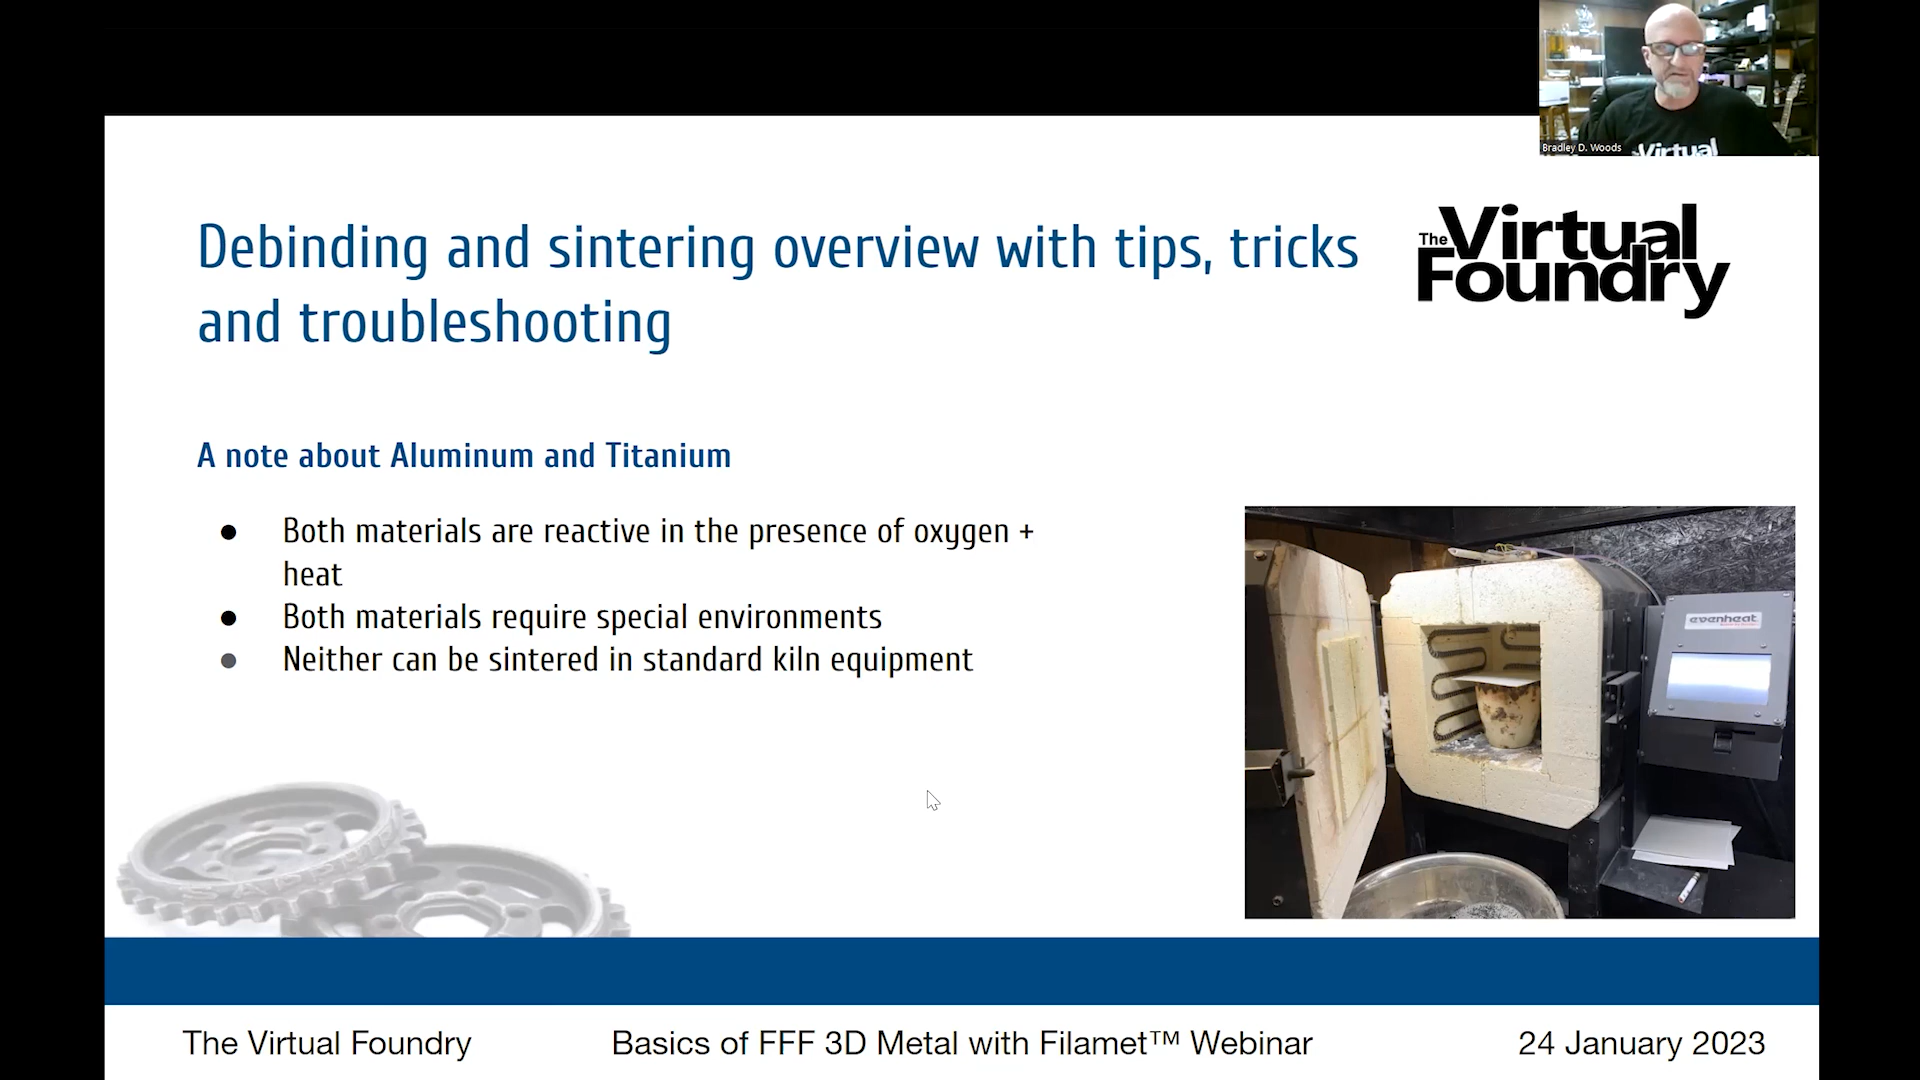 Bradley D. Woods
Virtual
The Virtual
Foundry
Debinding and sintering overview with tips, tricks
and troubleshooting
A note about Aluminum and Titanium
● Both materials are reactive in the presence of oxygen +
heat
● Both materials require special environments
● Neither can be sintered in standard kiln equipment
evenheat
The Virtual Foundry
Basics of FFF 3D Metal with Filamet™ Webinar
24 January 2023